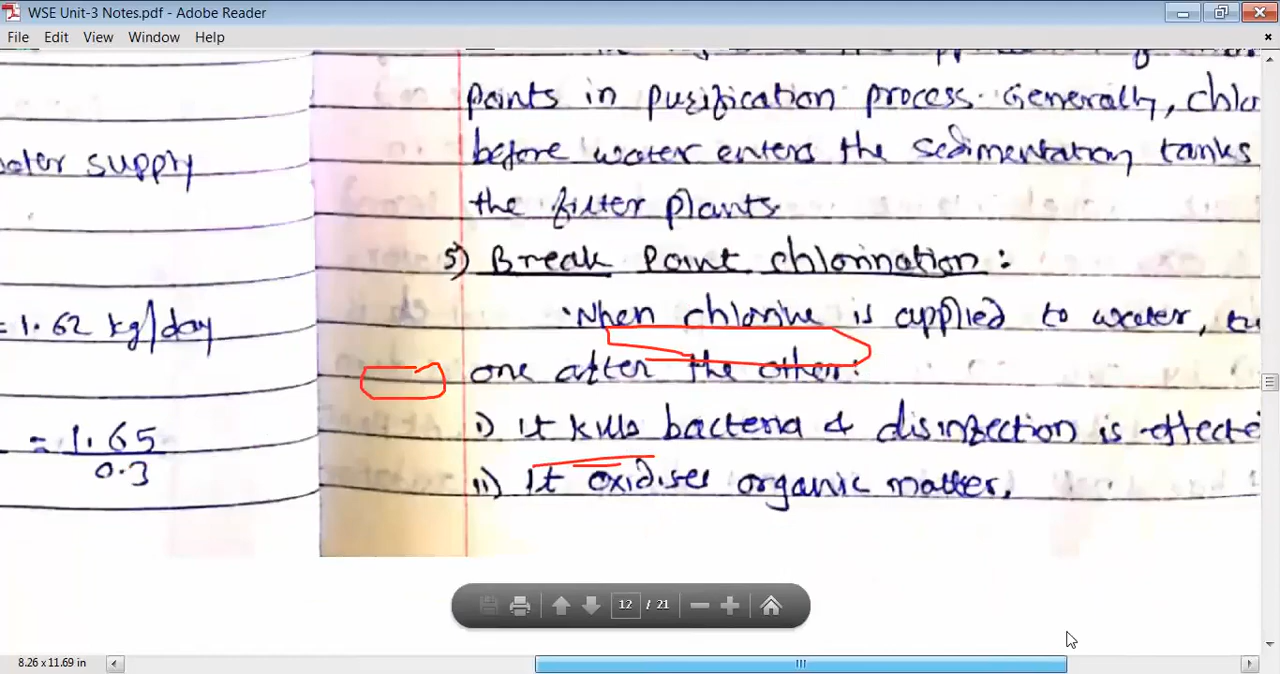 WSE Unit-3 Notes.pdf - Adobe Reader
File Edit View Window Help
points in purification process. Generally, chlo
before water enters the sedimentation tanks
the filter plants.
5) Break Point chlorination:
When chlorine is applied to water, t
one after the other:
i) It kills bacteria & disinfection is effecte
ii) It oxidises organic matter.
ater supply
= 1.62 kg/day
= 1.65
0.3
12 / 21
8.26 x 11.69 in